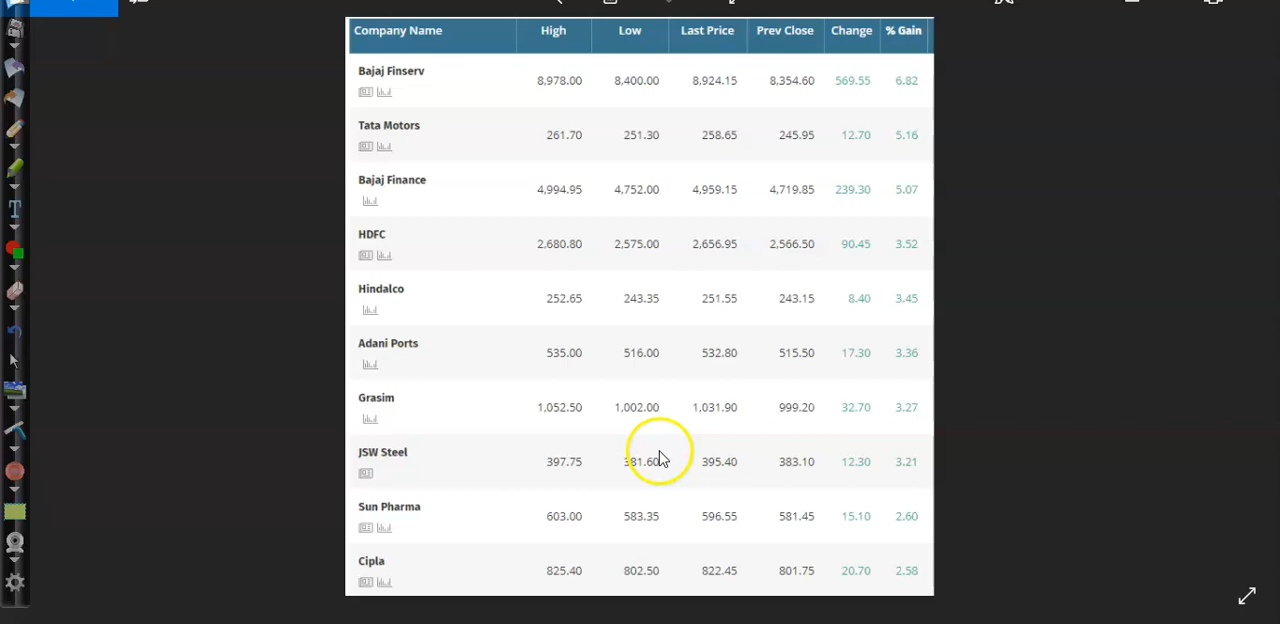 Company Name High Low Last Price Prev Close Change % Gain
Bajaj Finserv 8,978.00 8,400.00 8,924.15 8,354.60 569.55 6.82
Tata Motors 261.70 251.30 258.65 245.95 12.70 5.16
Bajaj Finance 4,994.95 4,752.00 4,959.15 4,719.85 239.30 5.07
HDFC 2,680.80 2,575.00 2,656.95 2,566.50 90.45 3.52
Hindalco 252.65 243.35 251.55 243.15 8.40 3.45
Adani Ports 535.00 516.00 532.80 515.50 17.30 3.36
Grasim 1,052.50 1,002.00 1,031.90 999.20 32.70 3.27
JSW Steel 397.75 381.60 395.40 383.10 12.30 3.21
Sun Pharma 603.00 583.35 596.55 581.45 15.10 2.60
Cipla 825.40 802.50 822.45 801.75 20.70 2.58
T